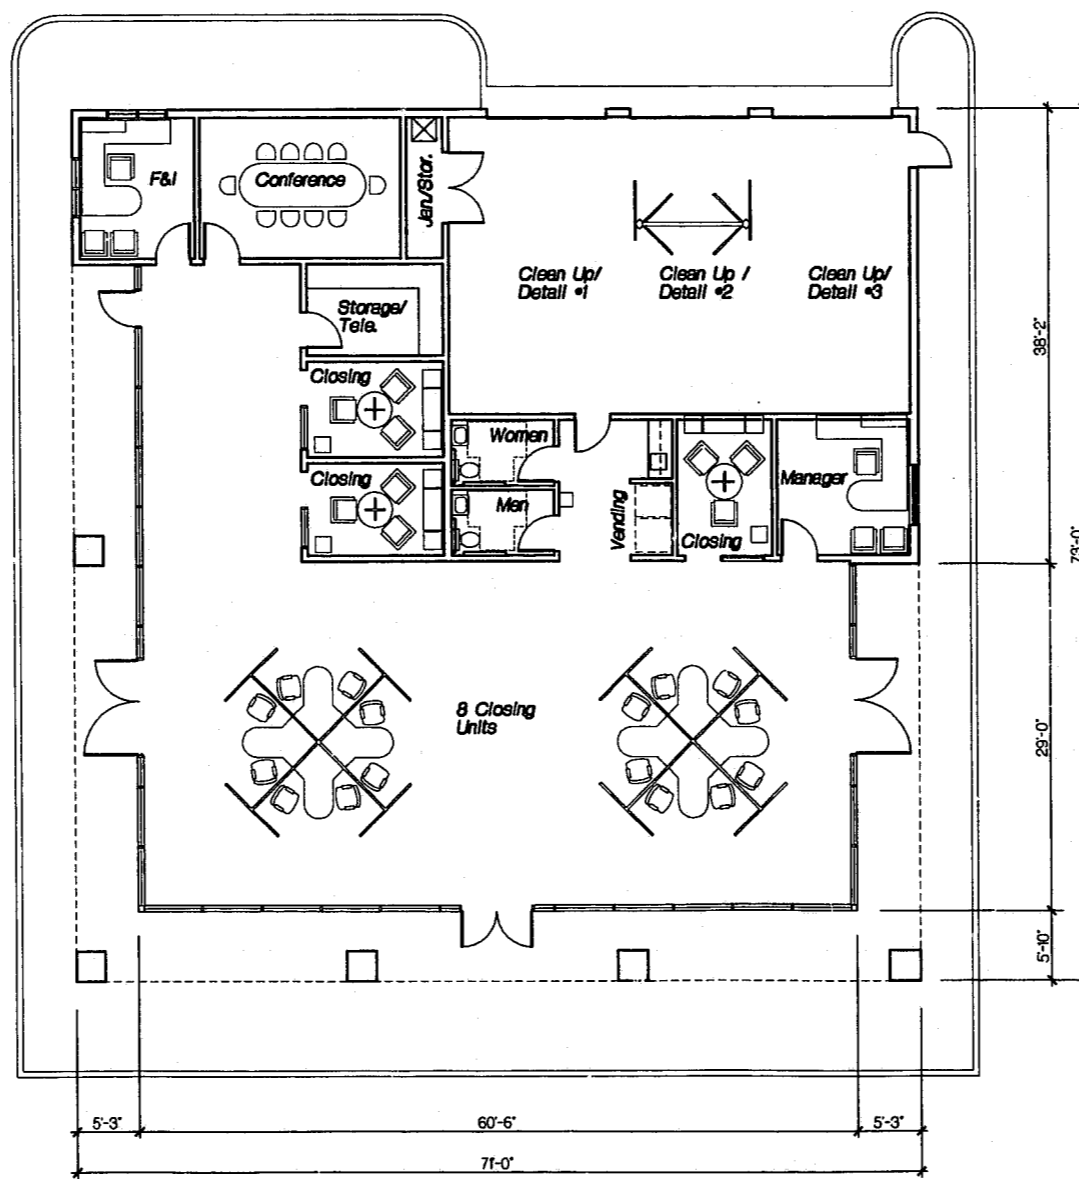 F&I
Conference
Jan./Stor.
Clean Up/
Detail •1
Clean Up /
Detail •2
Clean Up/
Detail •3
Storage/
Tele.
38'-2"
Closing
Women
Closing
Manager
Men
Vending
Closing
73'-0"
8 Closing
Units
29'-0"
5'-10"
5'-3"
60'-6"
5'-3"
71'-0"